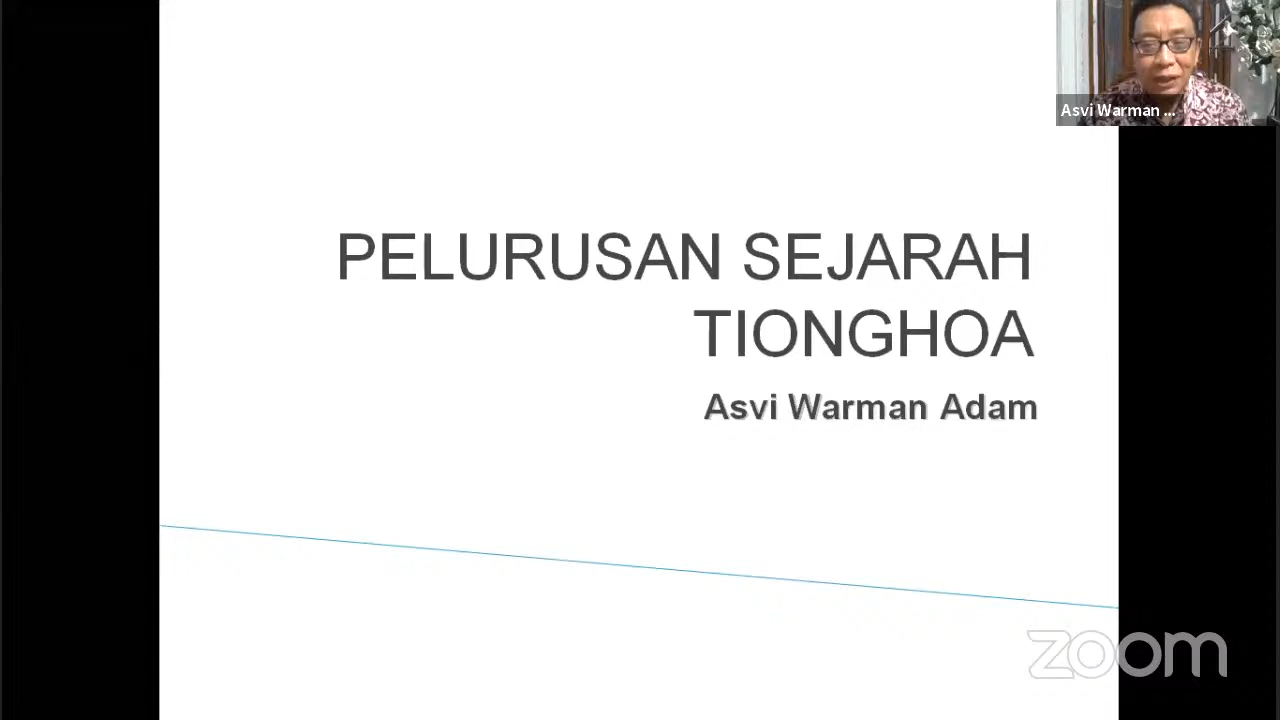 Asvi Warman ...
PELURUSAN SEJARAH
TIONGHOA
Asvi Warman Adam
zoom